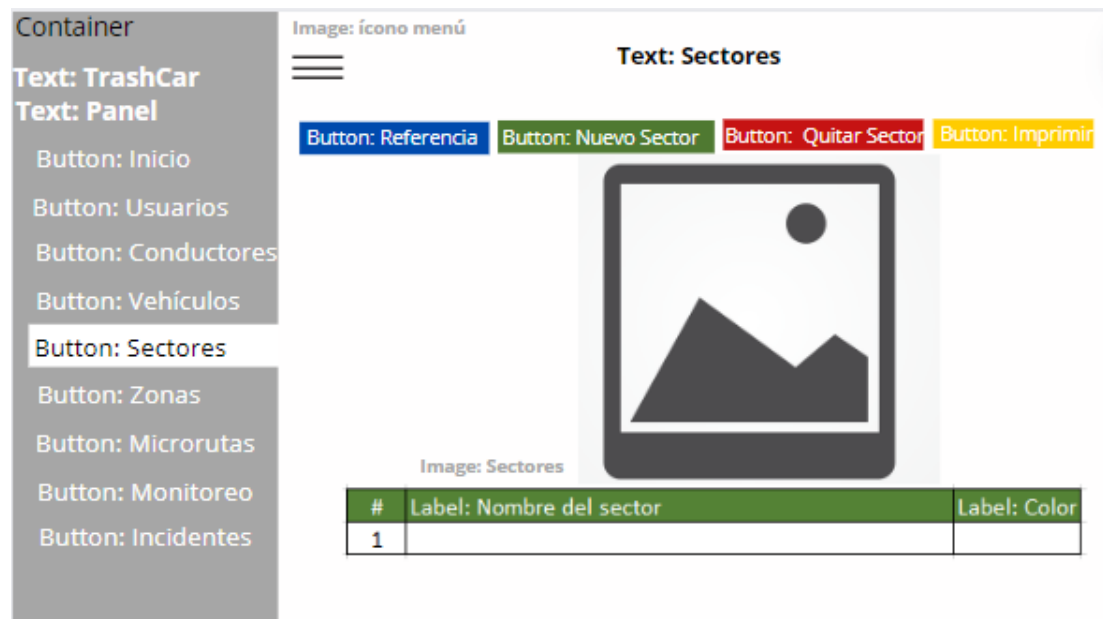 Container
Text: TrashCar
Text: Panel
Button: Inicio
Button: Usuarios
Button: Conductores
Button: Vehículos
Button: Sectores
Button: Zonas
Button: Microrutas
Button: Monitoreo
Button: Incidentes
Image: ícono menú
Text: Sectores
Button: Referencia Button: Nuevo Sector Button: Quitar Sector Button: Imprimir
Image: Sectores
# Label: Nombre del sector Label: Color
1